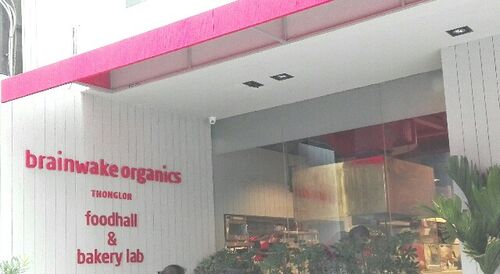 brainwake organics
THONGLOR
foodhall
&
bakery lab